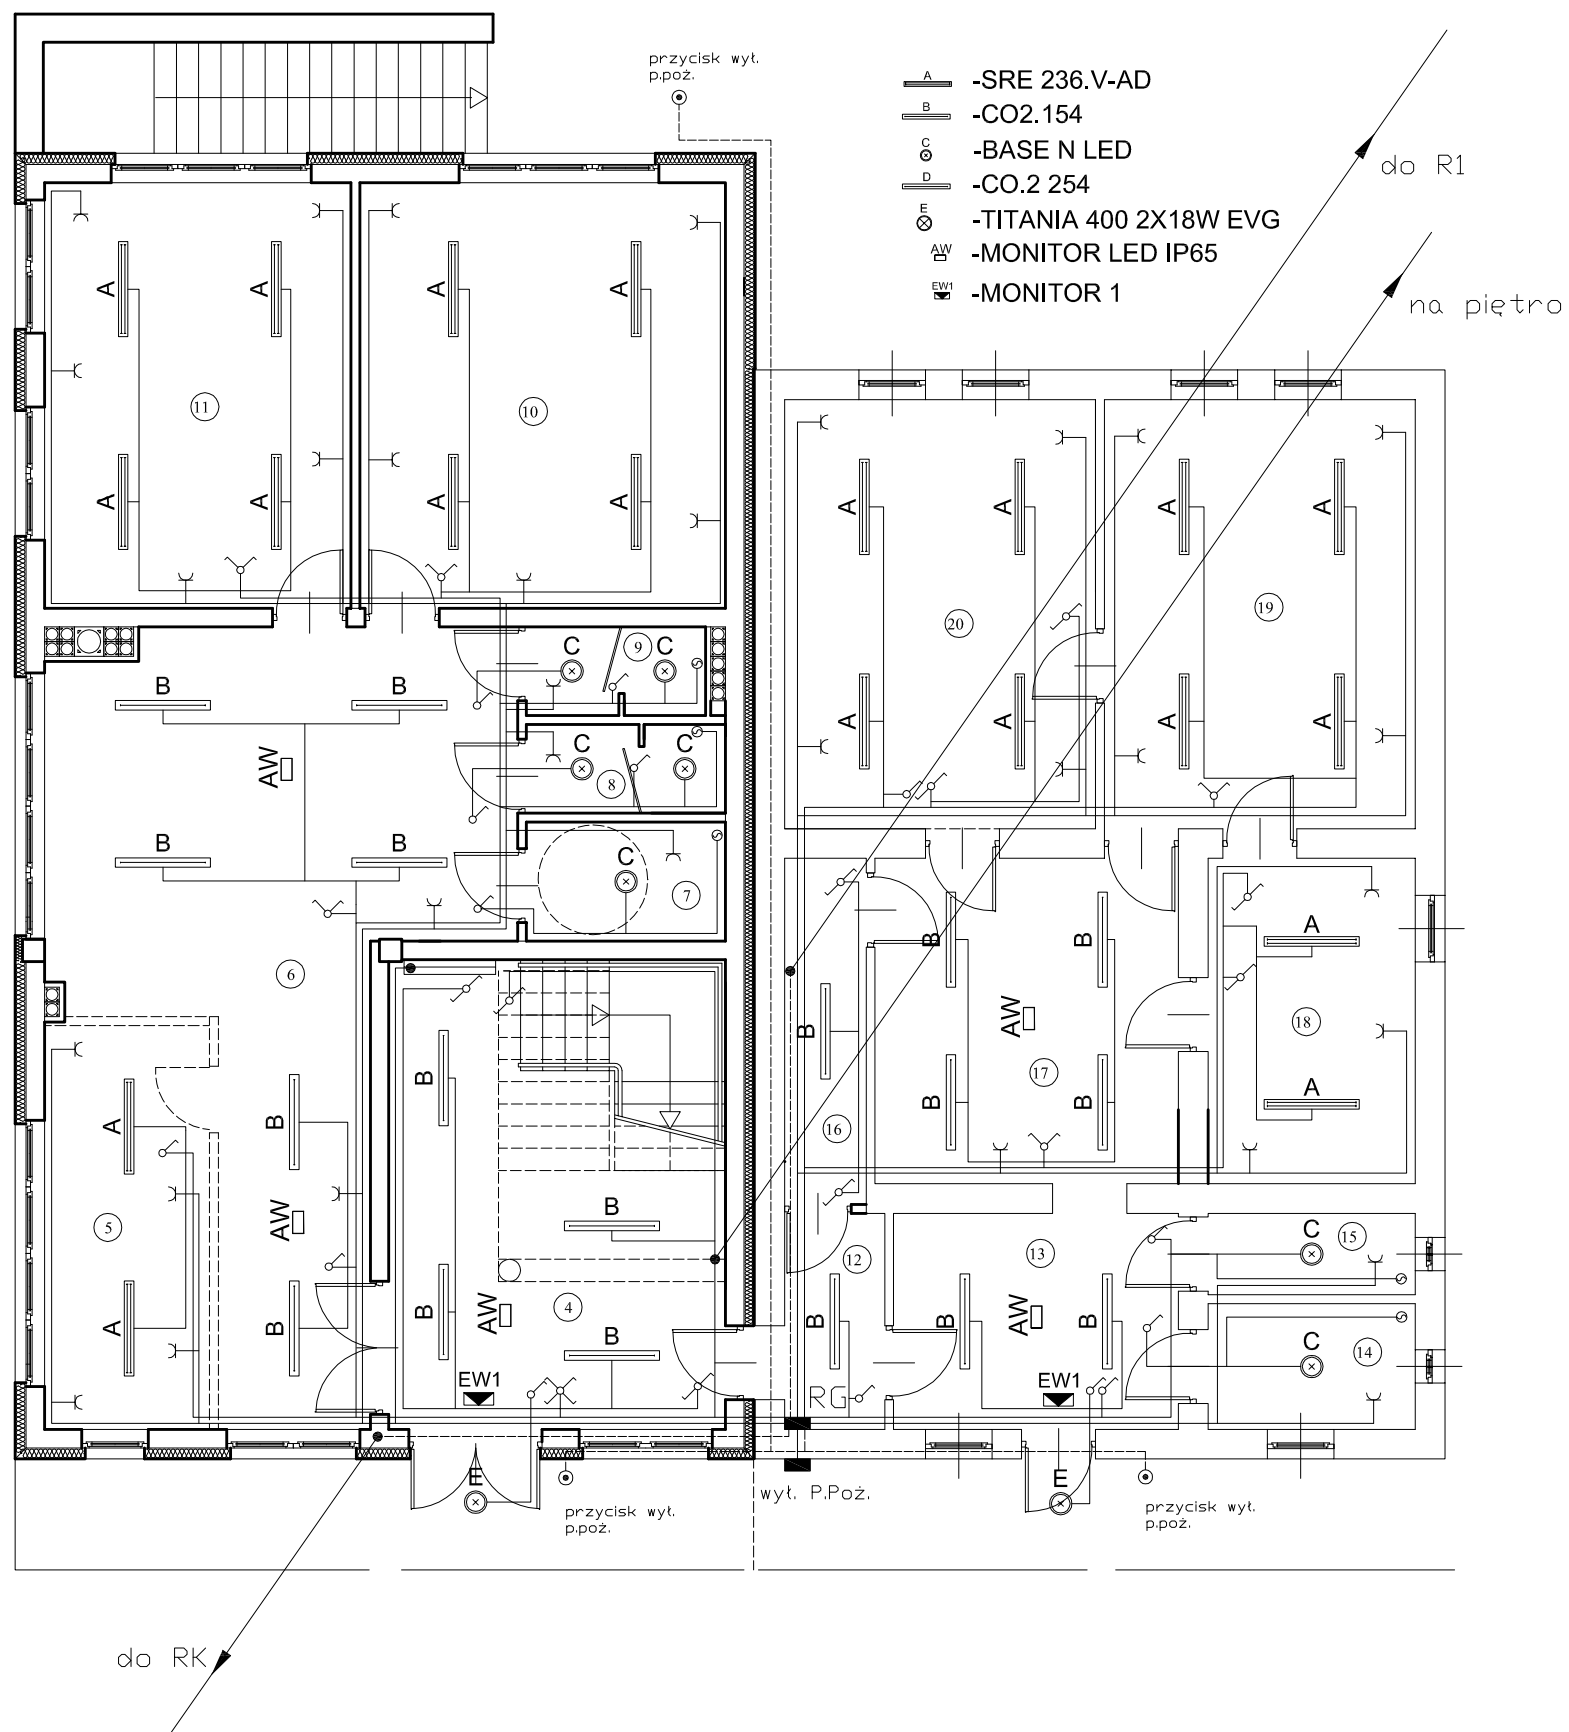 przycisk wył.
p.poż.
A -SRE 236.V-AD
B -CO2.154
C -BASE N LED
D -CO.2 254
E -TITANIA 400 2X18W EVG
AW -MONITOR LED IP65
EW1 -MONITOR 1
do R1
na piętro
A A A A
11 10
A A A A
A A A A
20 19
9
C C
B B
A A A A
AW
C C
8
B B
C
7
B B
A
6
B
AW
18
B
17
A
A B
B B B
16
AW
5
B
12 13
C 15
A B
B
AW
4
B
B B
AW
B
C
14
EW1 EW1
RG
E E
wył. P.Poż.
przycisk wył.
p.poż.
przycisk wył.
p.poż.
do RK